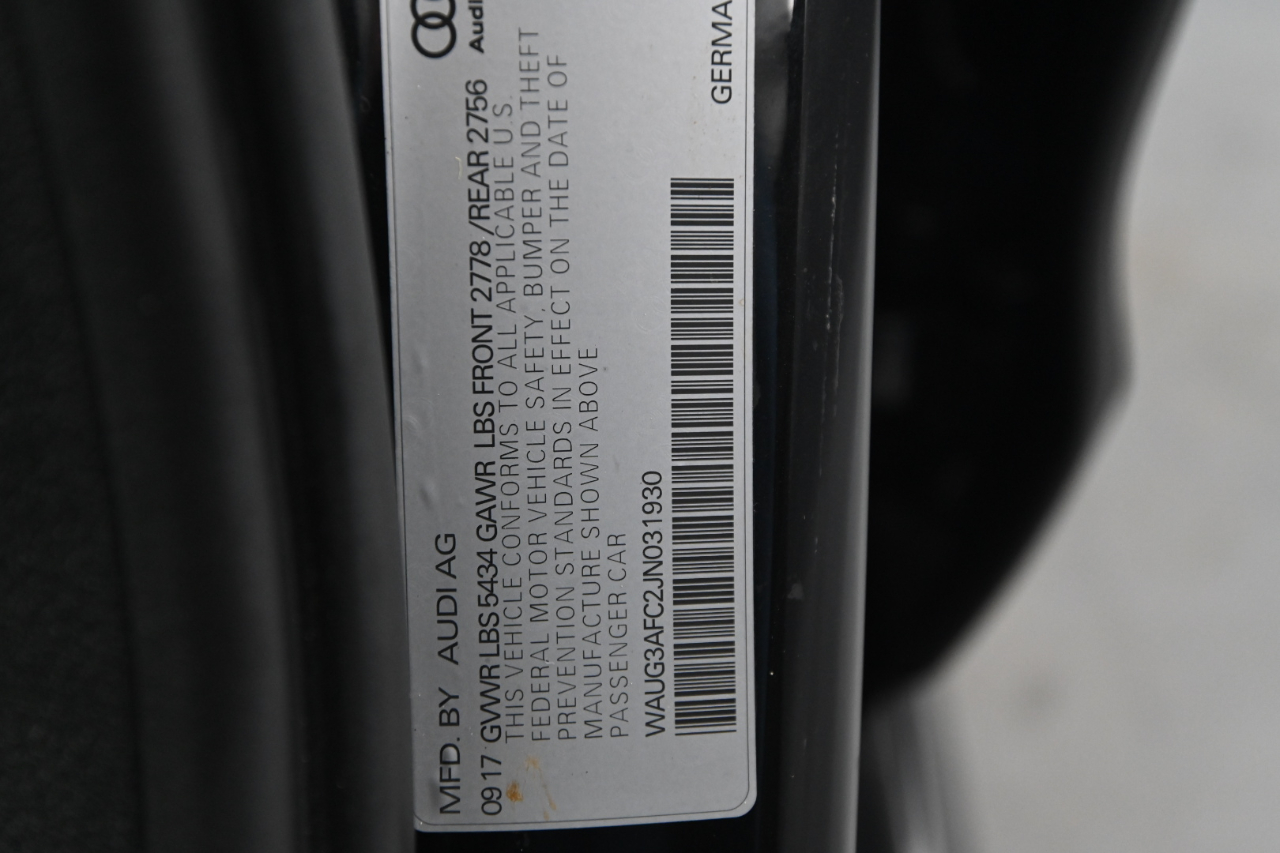 MFD. BY AUDI AG
Audi
09 17 GVWR LBS 5434 GAWR LBS FRONT 2778 /REAR 2756
THIS VEHICLE CONFORMS TO ALL APPLICABLE U.S.
FEDERAL MOTOR VEHICLE SAFETY, BUMPER AND THEFT
PREVENTION STANDARDS IN EFFECT ON THE DATE OF
MANUFACTURE SHOWN ABOVE
PASSENGER CAR
WAUG3AFC2JN031930
GERMA